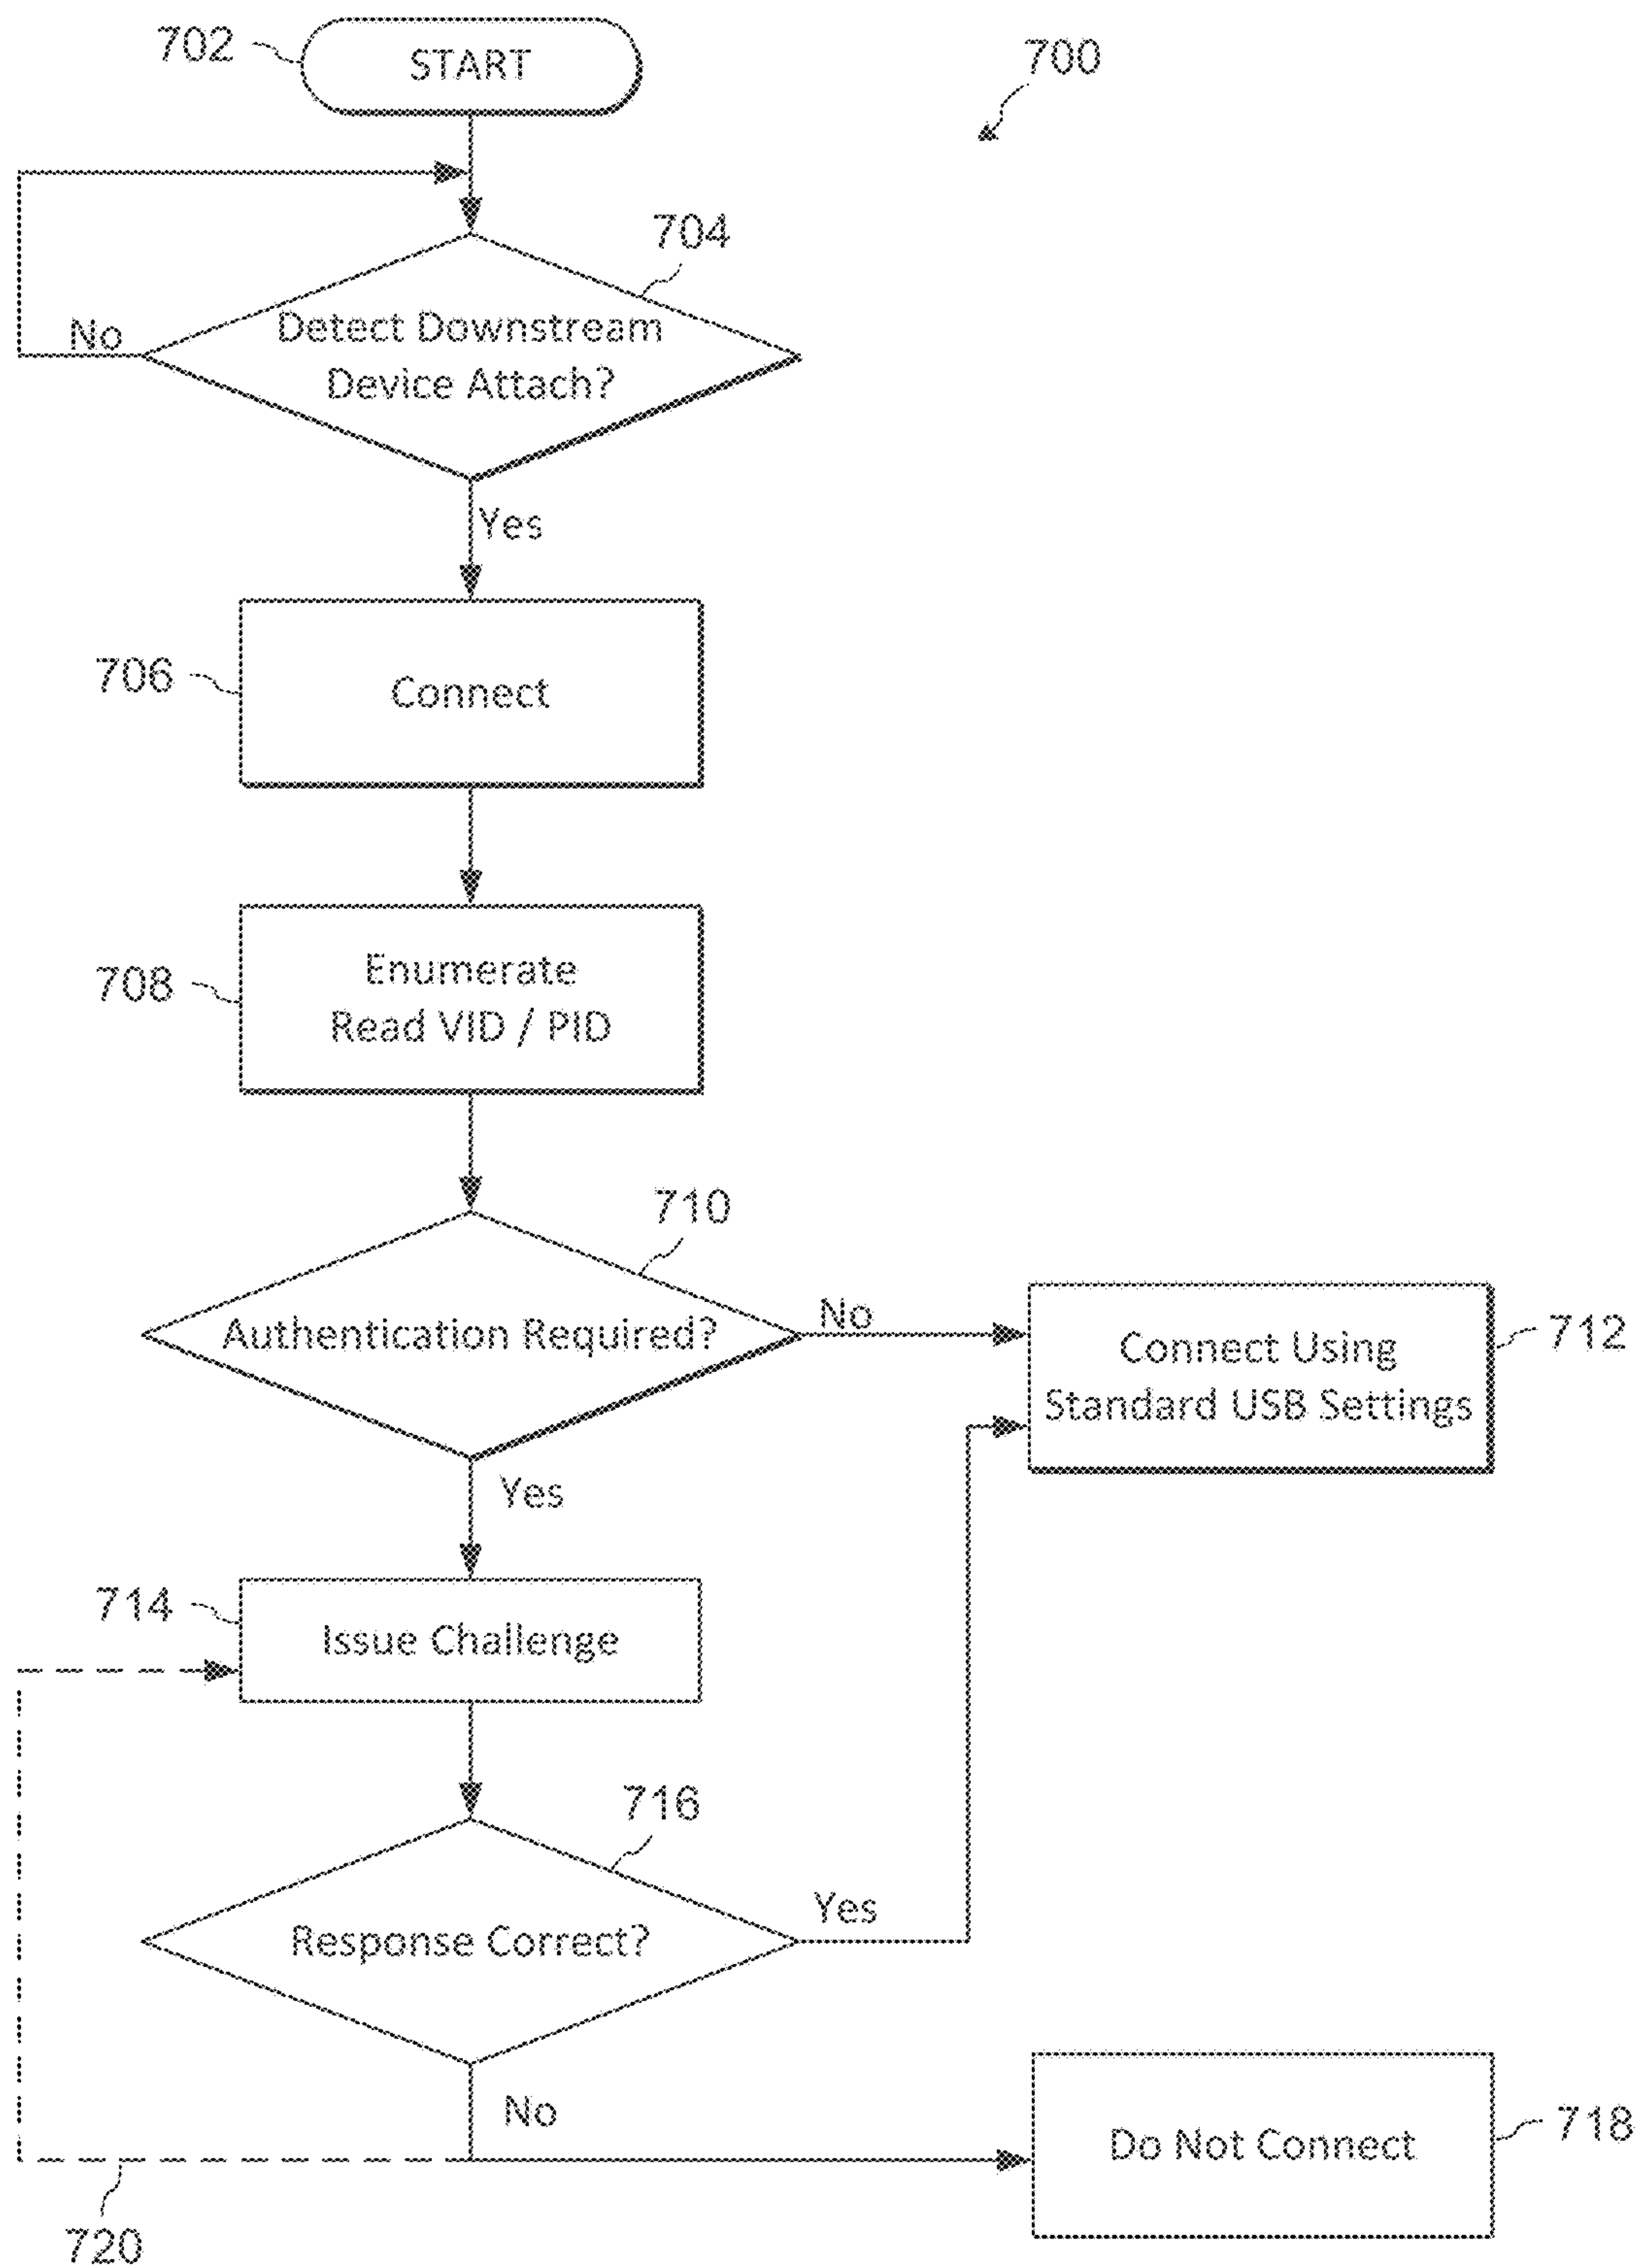 702
START
700
704
No
Detect Downstream
Device Attach?
Yes
706
Connect
708
Enumerate
Read VID / PID
710
Authentication Required?
No
712
Connect Using
Standard USB Settings
Yes
714
Issue Challenge
716
Response Correct?
Yes
No
718
Do Not Connect
720